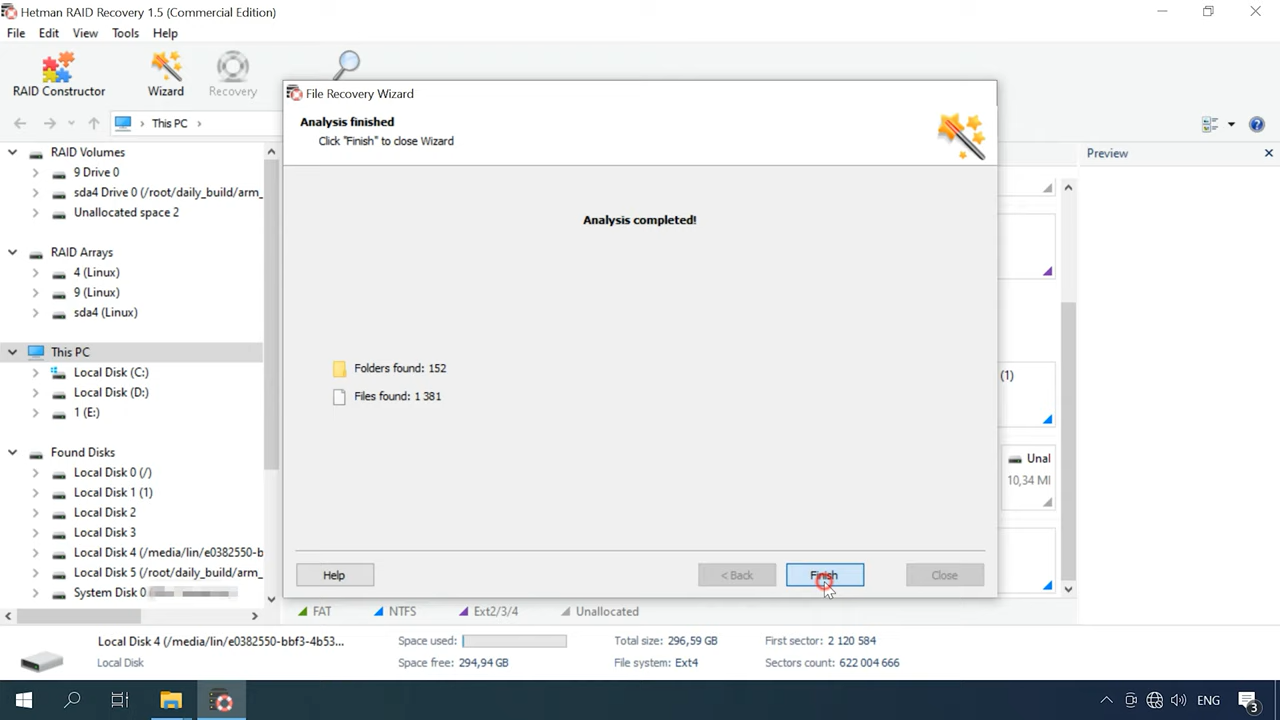 Hetman RAID Recovery 1.5 (Commercial Edition)
File Edit View Tools Help
RAID Constructor Wizard Recovery
This PC
File Recovery Wizard
Analysis finished
Click "Finish" to close Wizard
Analysis completed!
Folders found: 152
Files found: 1 381
Help < Back Finish Close
RAID Volumes
9 Drive 0
sda4 Drive 0 (/root/daily_build/arm_
Unallocated space 2
RAID Arrays
4 (Linux)
9 (Linux)
sda4 (Linux)
This PC
Local Disk (C:)
Local Disk (D:)
1 (E:)
Found Disks
Local Disk 0 (/)
Local Disk 1 (1)
Local Disk 2
Local Disk 3
Local Disk 4 (/media/lin/e0382550-b
Local Disk 5 (/root/daily_build/arm_
System Disk 0
(1)
Unal
10,34 MI
Preview
FAT NTFS Ext2/3/4 Unallocated
Local Disk 4 (/media/lin/e0382550-bbf3-4b53...
Local Disk
Space used:
Space free: 294,94 GB
Total size: 296,59 GB
File system: Ext4
First sector: 2 120 584
Sectors count: 622 004 666
ENG
3